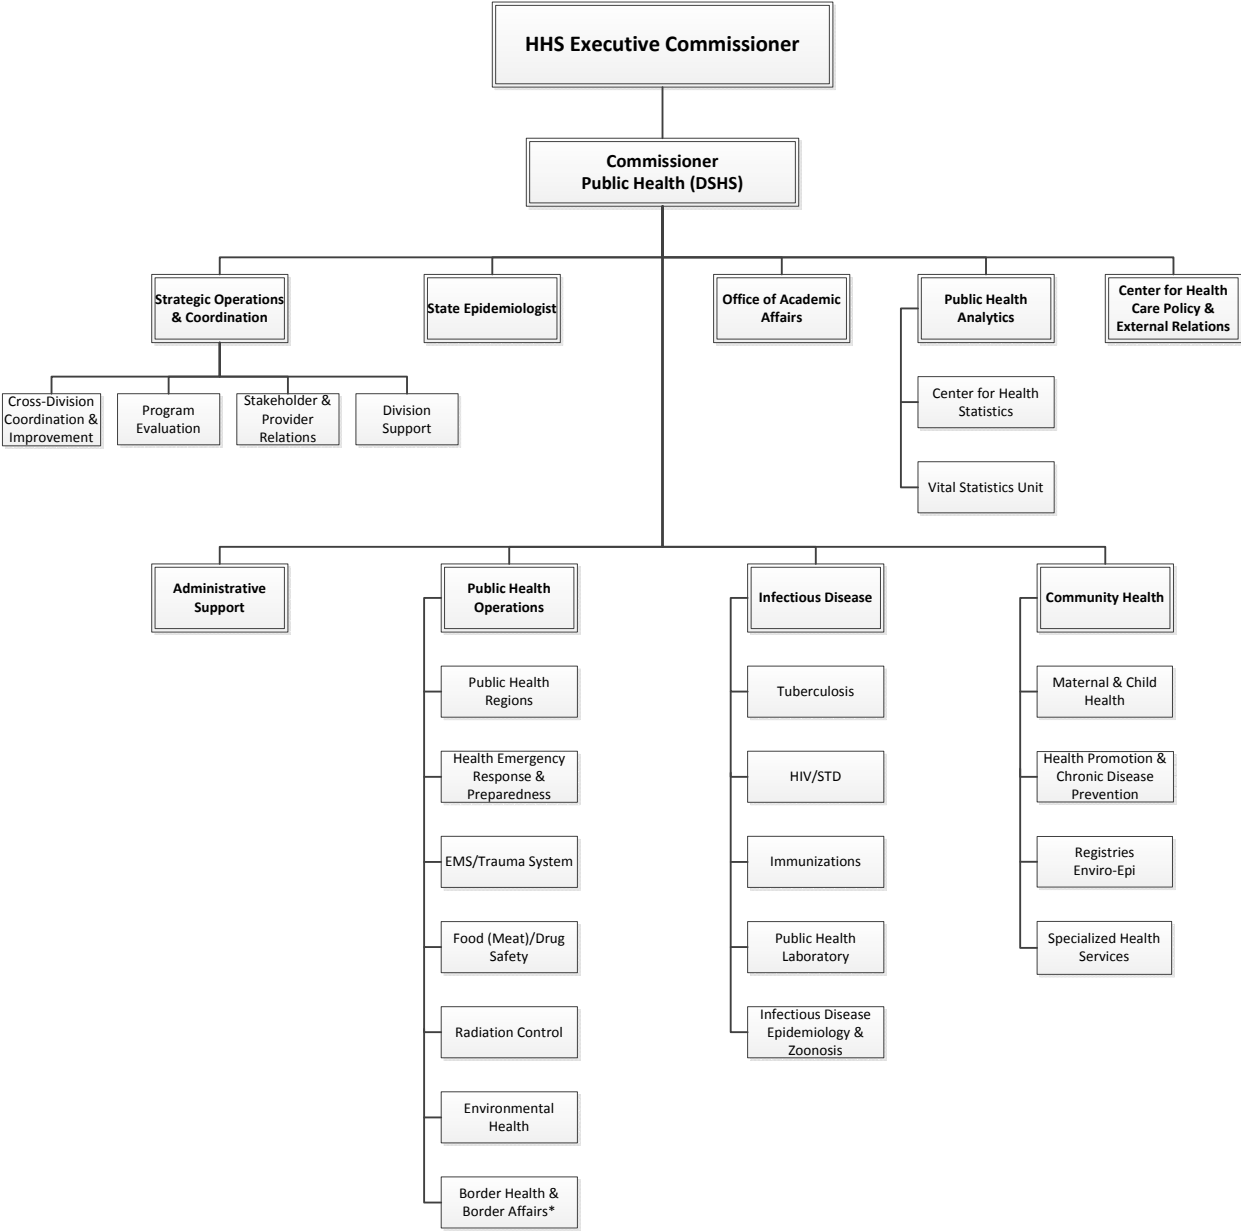 HHS Executive Commissioner
Commissioner
Public Health (DSHS)
Strategic Operations
& Coordination
State Epidemiologist
Office of Academic
Affairs
Public Health
Analytics
Center for Health
Care Policy &
External Relations
Cross-Division
Coordination &
Improvement
Program
Evaluation
Stakeholder &
Provider
Relations
Division
Support
Center for Health
Statistics
Vital Statistics Unit
Administrative
Support
Public Health
Operations
Public Health
Regions
Health Emergency
Response &
Preparedness
EMS/Trauma System
Food (Meat)/Drug
Safety
Radiation Control
Environmental
Health
Border Health &
Border Affairs*
Infectious Disease
Tuberculosis
HIV/STD
Immunizations
Public Health
Laboratory
Infectious Disease
Epidemiology &
Zoonosis
Community Health
Maternal & Child
Health
Health Promotion &
Chronic Disease
Prevention
Registries
Enviro-Epi
Specialized Health
Services